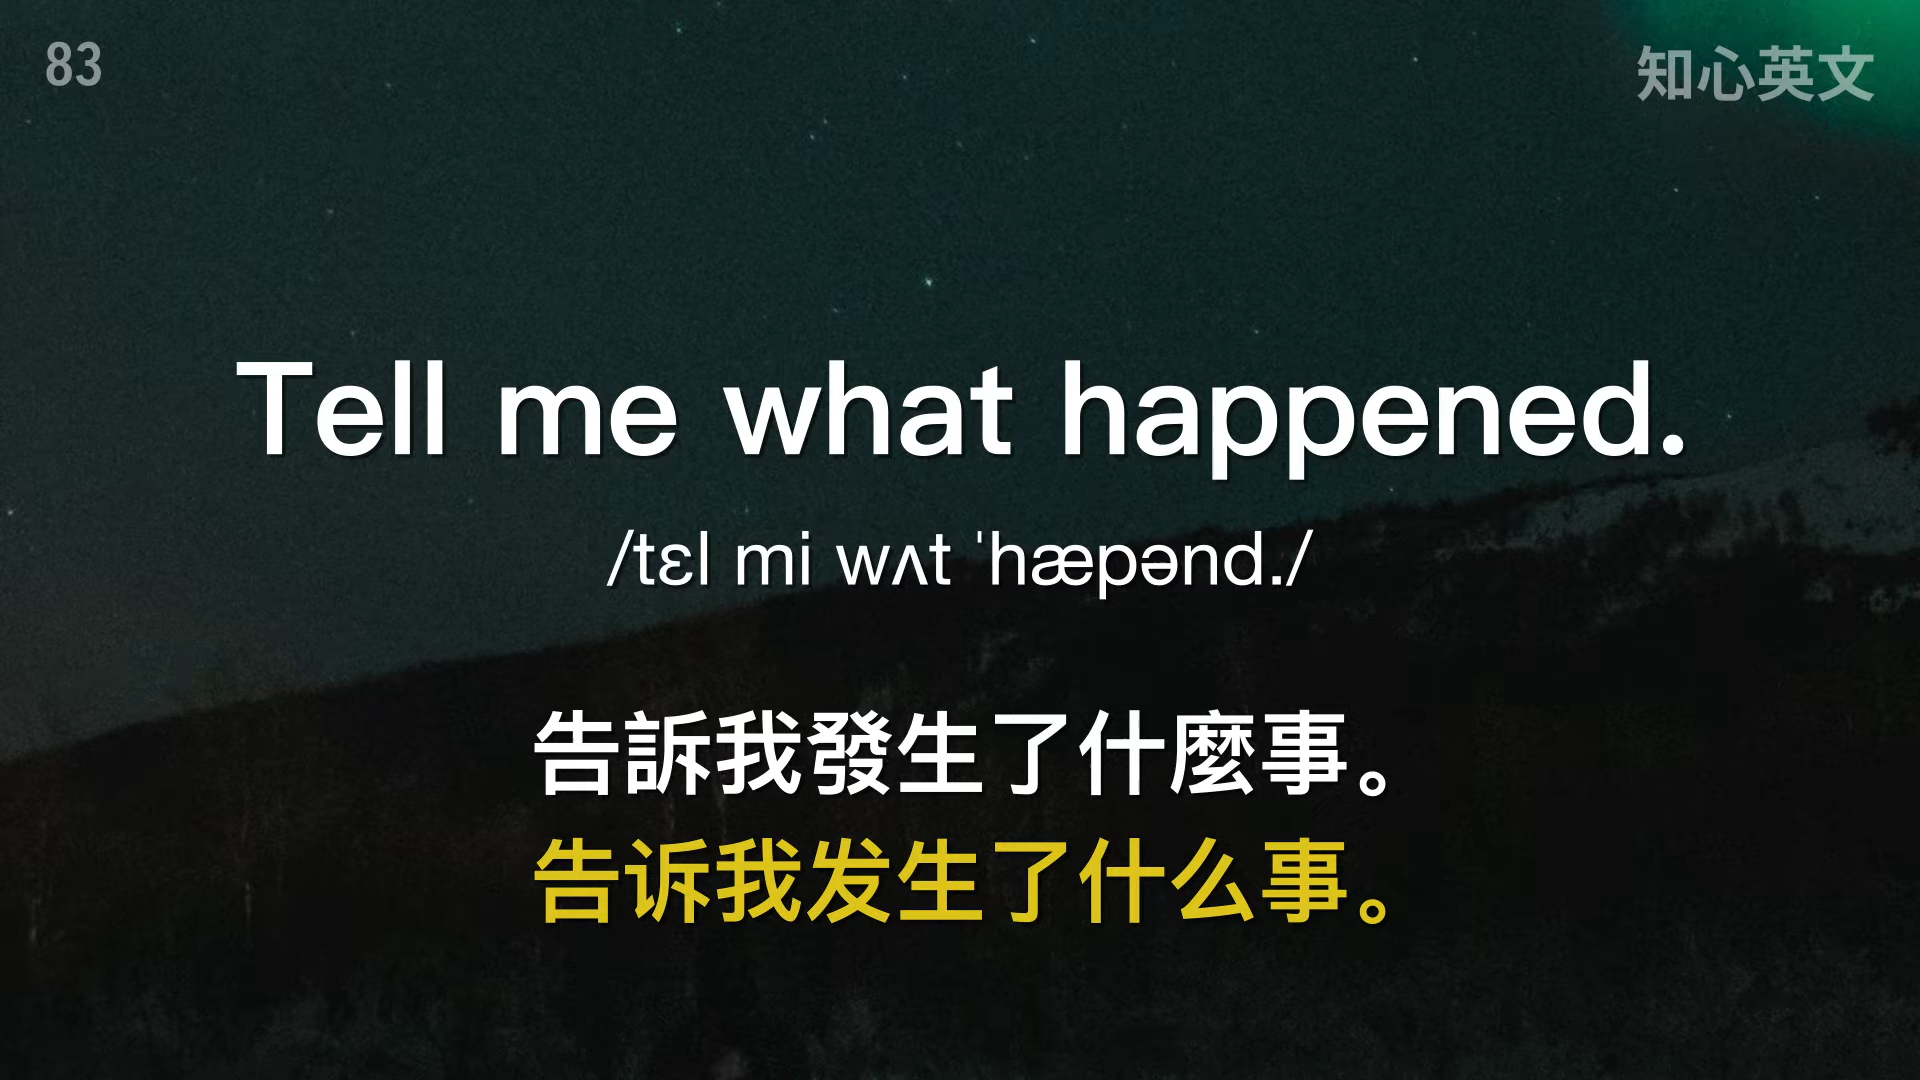 83
知心英文
Tell me what happened.
/tɛl mi wʌt ˈhæpənd./
告訴我發生了什麼事。
告诉我发生了什么事。